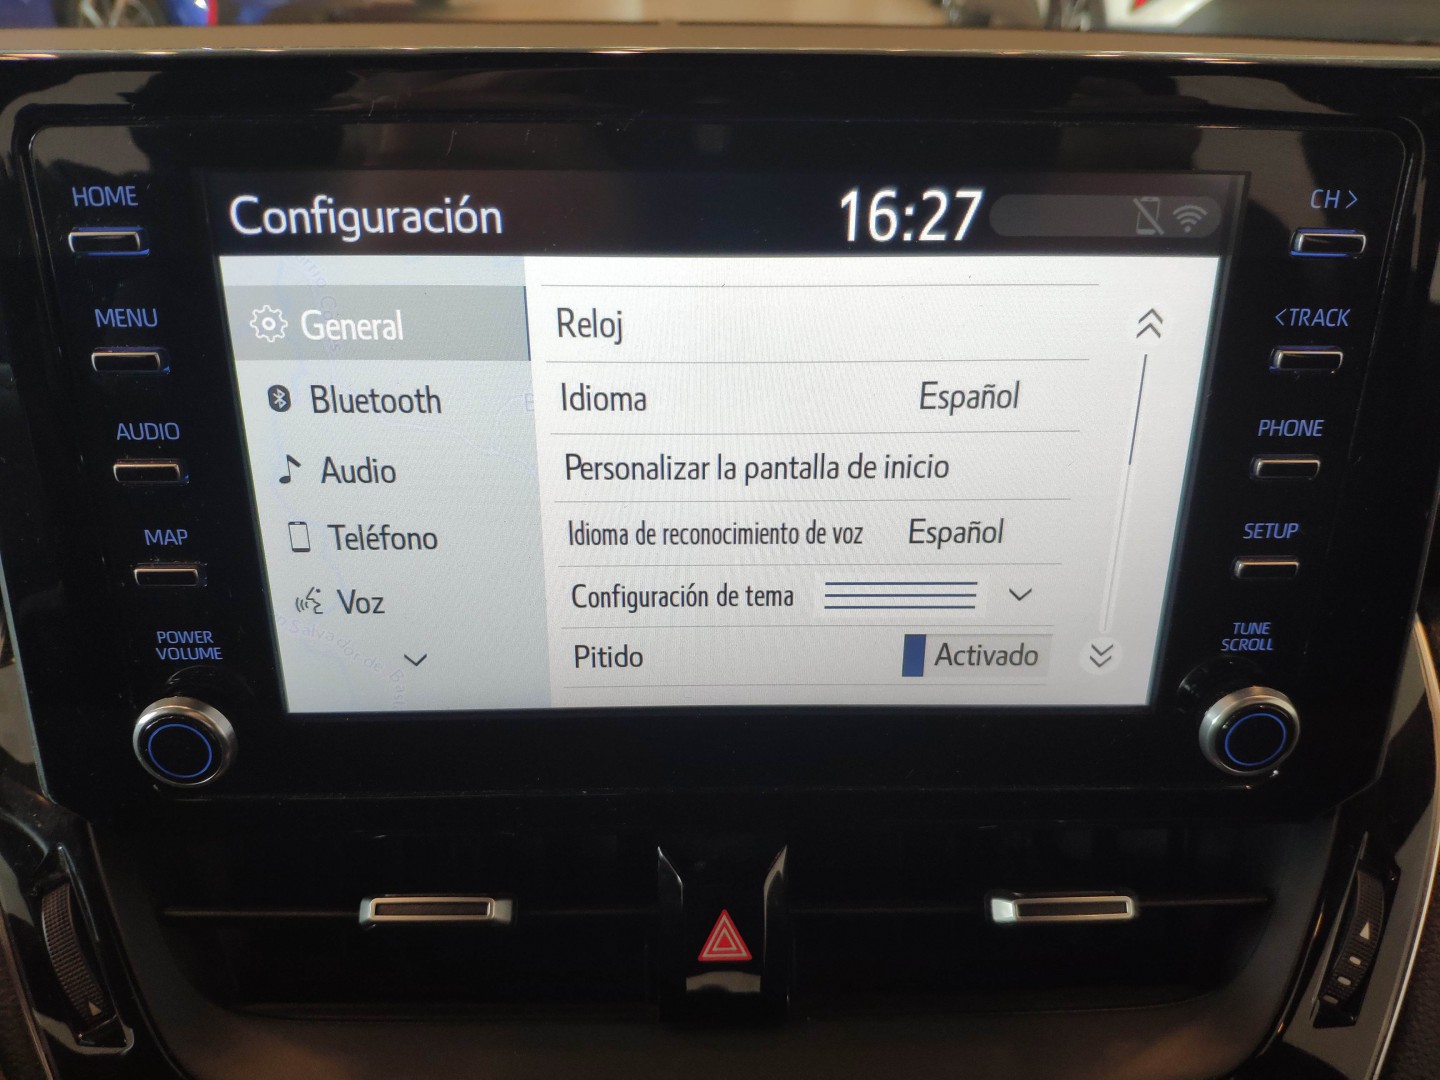 HOME
MENU
AUDIO
MAP
POWER
VOLUME
Configuración 16:27
General
Bluetooth
Audio
Teléfono
Voz
Reloj
Idioma Español
Personalizar la pantalla de inicio
Idioma de reconocimiento de voz Español
Configuración de tema
Pitido Activado
CH >
<TRACK
PHONE
SETUP
TUNE
SCROLL